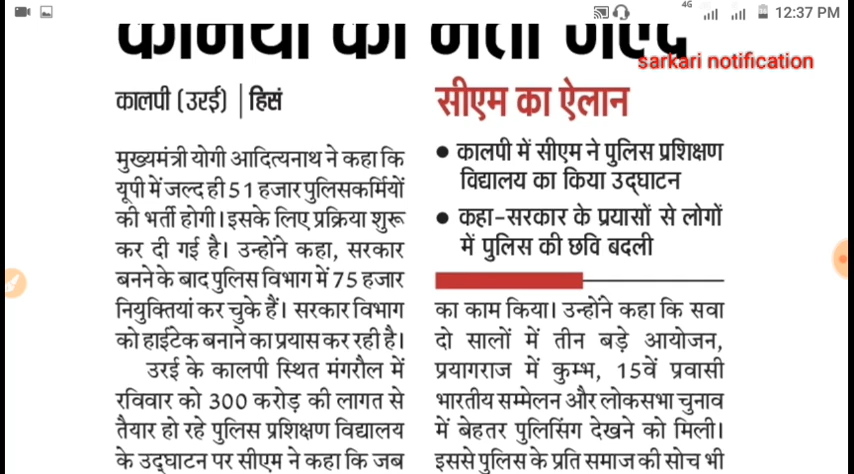 4G 12:37 PM
sarkari notification
कालपी (उरई) | हिसं
मुख्यमंत्री योगी आदित्यनाथ ने कहा कि
यूपी में जल्द ही 51 हजार पुलिसकर्मियों
की भर्ती होगी। इसके लिए प्रक्रिया शुरू
कर दी गई है। उन्होंने कहा, सरकार
बनने के बाद पुलिस विभाग में 75 हजार
नियुक्तियां कर चुके हैं। सरकार विभाग
को हाईटेक बनाने का प्रयास कर रही है।
उरई के कालपी स्थित मंगरौल में
रविवार को 300 करोड़ की लागत से
तैयार हो रहे पुलिस प्रशिक्षण विद्यालय
के उद्घाटन पर सीएम ने कहा कि जब
सीएम का ऐलान
● कालपी में सीएम ने पुलिस प्रशिक्षण
विद्यालय का किया उद्घाटन
● कहा-सरकार के प्रयासों से लोगों
में पुलिस की छवि बदली
का काम किया। उन्होंने कहा कि सवा
दो सालों में तीन बड़े आयोजन,
प्रयागराज में कुम्भ, 15वें प्रवासी
भारतीय सम्मेलन और लोकसभा चुनाव
में बेहतर पुलिसिंग देखने को मिली।
इससे पुलिस के प्रति समाज की सोच भी